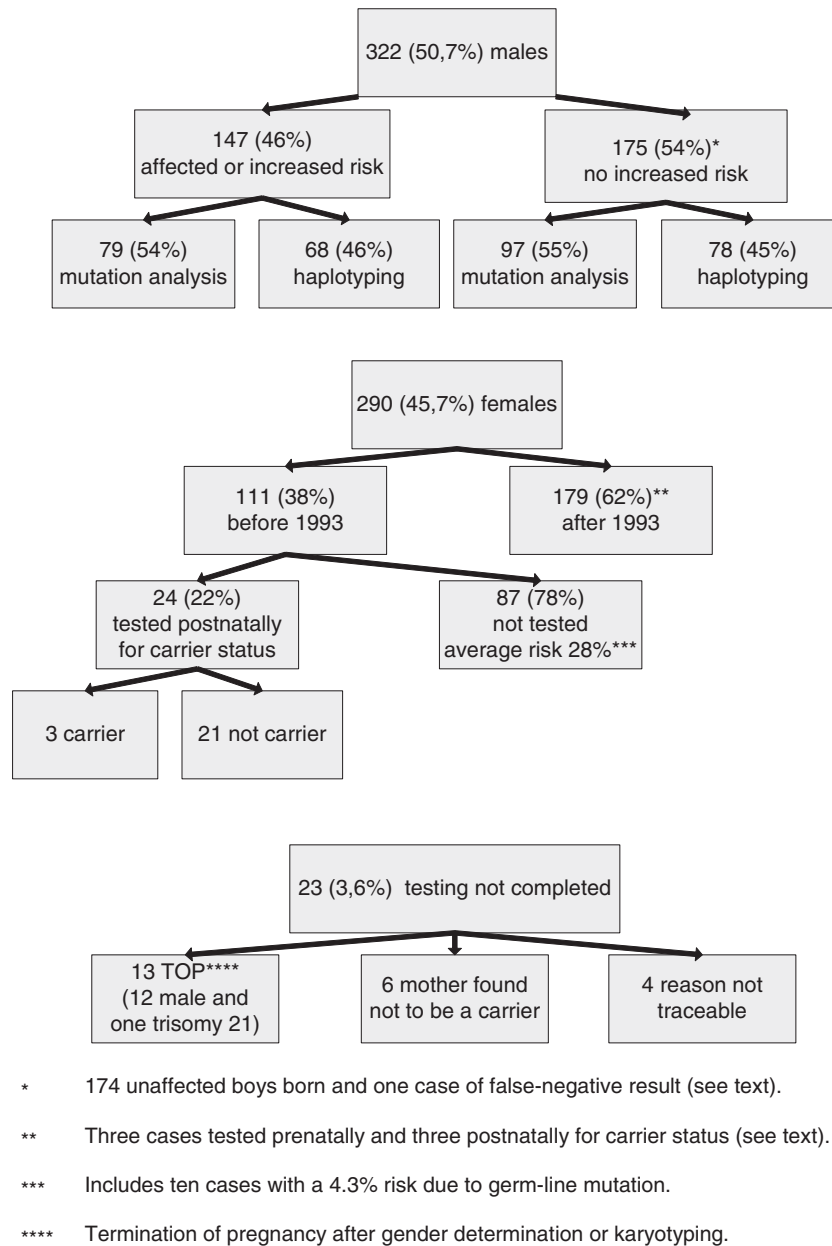 322 (50,7%) males
147 (46%)
affected or increased risk
175 (54%)*
no increased risk
79 (54%)
mutation analysis
68 (46%)
haplotyping
97 (55%)
mutation analysis
78 (45%)
haplotyping
290 (45,7%) females
111 (38%)
before 1993
179 (62%)**
after 1993
24 (22%)
tested postnatally
for carrier status
87 (78%)
not tested
average risk 28%***
3 carrier
21 not carrier
23 (3,6%) testing not completed
13 TOP****
(12 male and
one trisomy 21)
6 mother found
not to be a carrier
4 reason not
traceable
* 174 unaffected boys born and one case of false-negative result (see text).
** Three cases tested prenatally and three postnatally for carrier status (see text).
*** Includes ten cases with a 4.3% risk due to germ-line mutation.
**** Termination of pregnancy after gender determination or karyotyping.